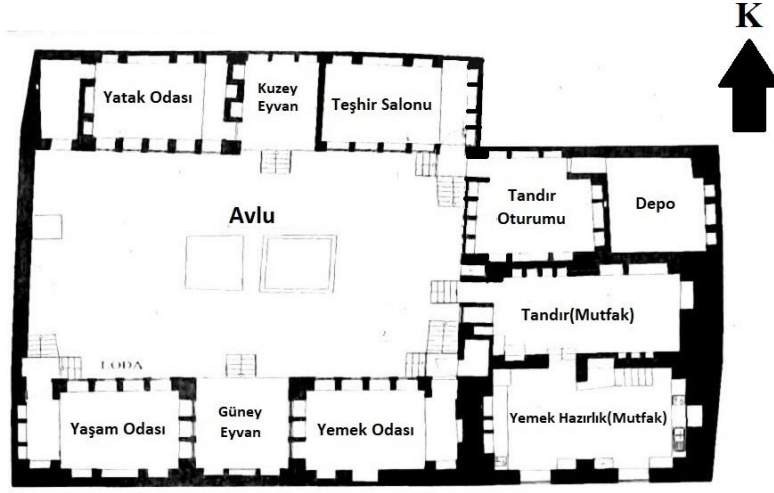 K
Yatak Odası
Kuzey
Eyvan
Teşhir Salonu
Tandır
Oturumu
Depo
Avlu
Tandır(Mutfak)
LODA
Yaşam Odası
Güney
Eyvan
Yemek Odası
Yemek Hazırlık(Mutfak)